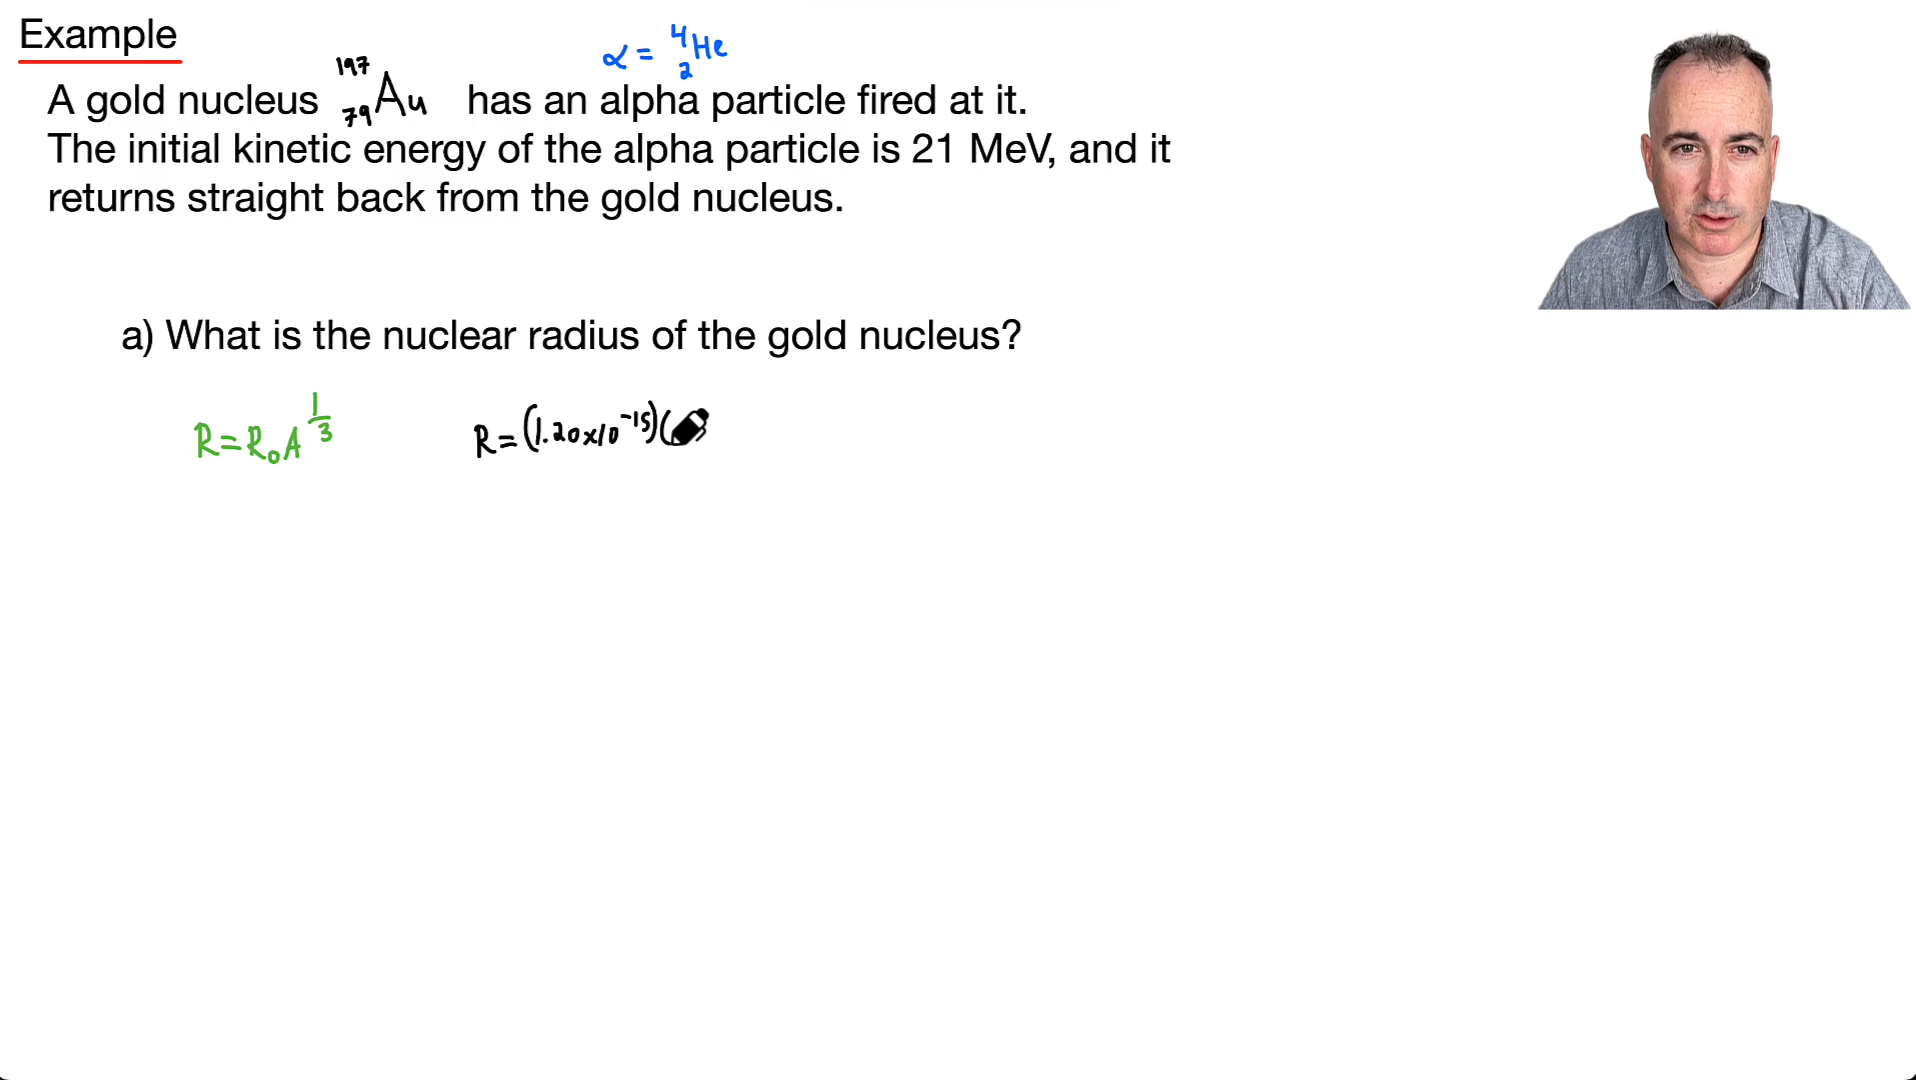 Example
α = ⁴₂He
A gold nucleus ¹⁹⁷₇₉Au has an alpha particle fired at it.
The initial kinetic energy of the alpha particle is 21 MeV, and it
returns straight back from the gold nucleus.
a) What is the nuclear radius of the gold nucleus?
R=R₀A^(1/3) R=(1.20x10⁻¹⁵)(